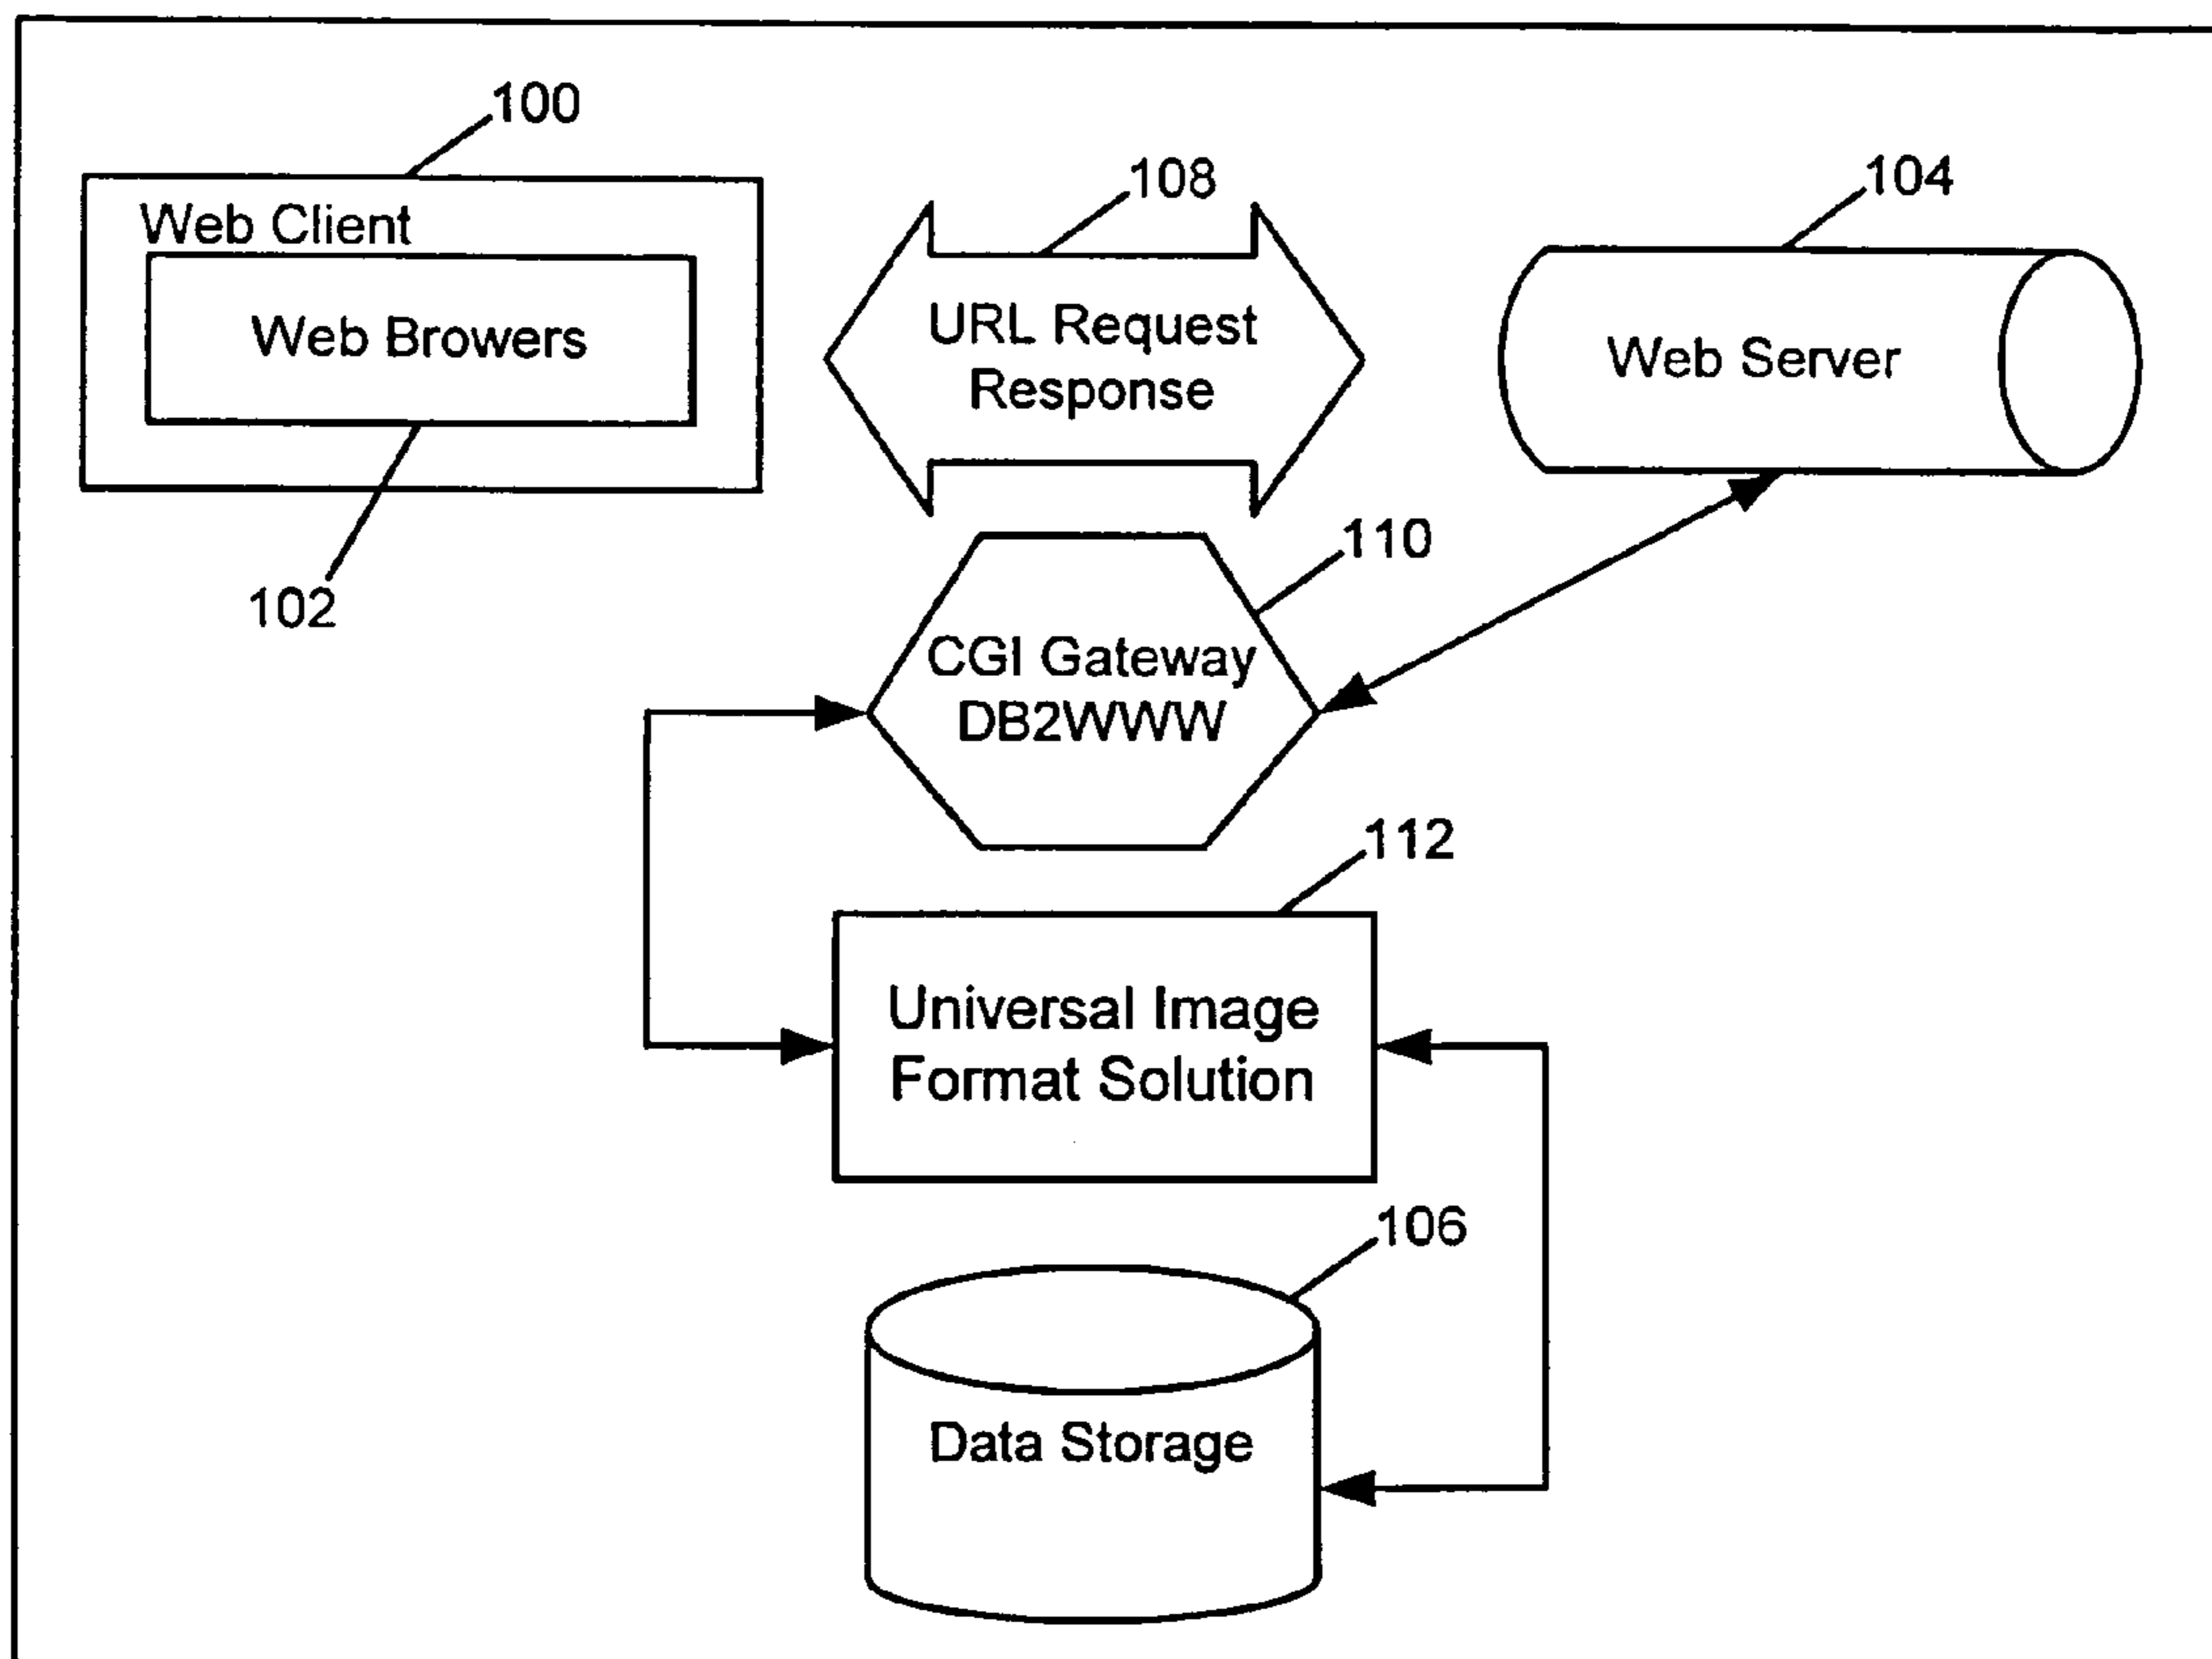 100
108
104
Web Client
Web Browers
URL Request
Response
Web Server
102
110
CGI Gateway
DB2WWW
112
Universal Image
Format Solution
106
Data Storage